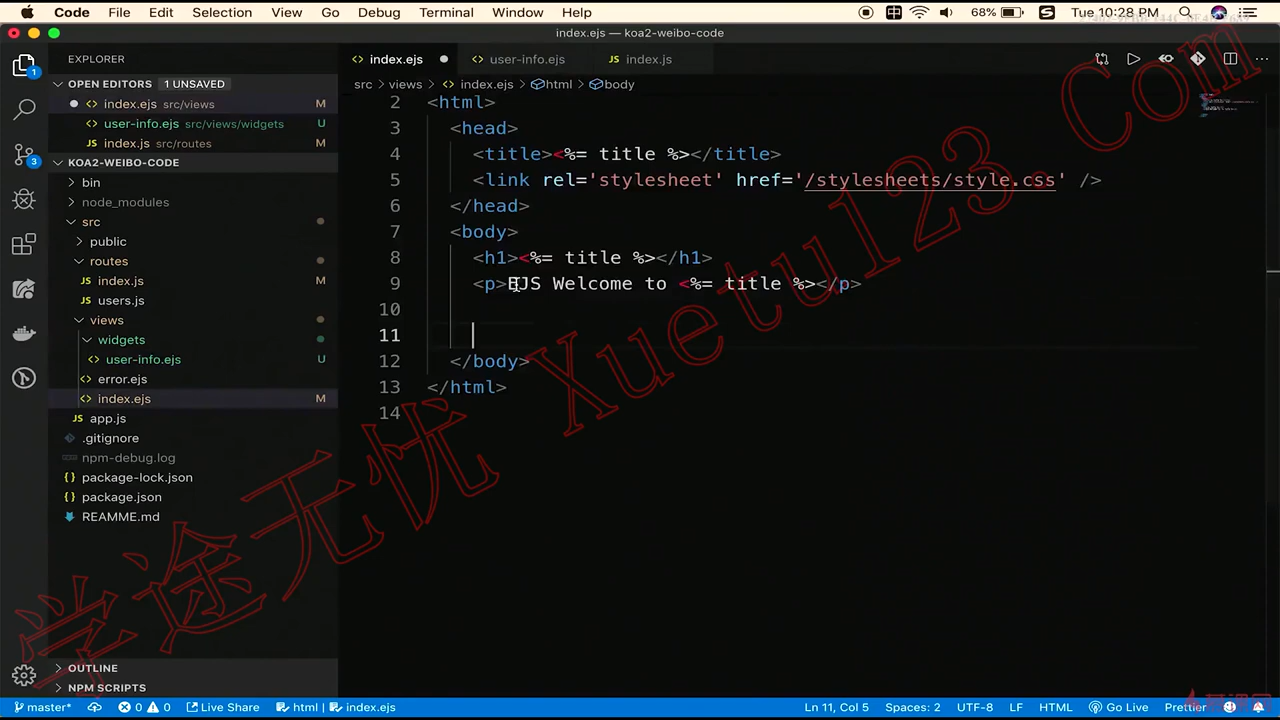 Code File Edit Selection View Go Debug Terminal Window Help 68% Tue 10:28 PM
index.ejs — koa2-weibo-code
EXPLORER
index.ejs user-info.ejs index.js
OPEN EDITORS 1 UNSAVED
src views index.ejs html body
index.ejs src/views M
user-info.ejs src/views/widgets U
index.js src/routes M
KOA2-WEIBO-CODE
bin
node_modules
src
public
routes
index.js M
users.js
views
widgets
user-info.ejs U
error.ejs
index.ejs M
app.js
.gitignore
npm-debug.log
package-lock.json
package.json
REAMME.md
OUTLINE
NPM SCRIPTS
2 <html>
3 <head>
4 <title><%= title %></title>
5 <link rel='stylesheet' href='/stylesheets/style.css' />
6 </head>
7 <body>
8 <h1><%= title %></h1>
9 <p>EJS Welcome to <%= title %></p>
10
11
12 </body>
13 </html>
14
学途无忧 Xuetu123.Com
master* 0 0 Live Share html index.ejs Ln 11, Col 5 Spaces: 2 UTF-8 LF HTML Go Live Prettier